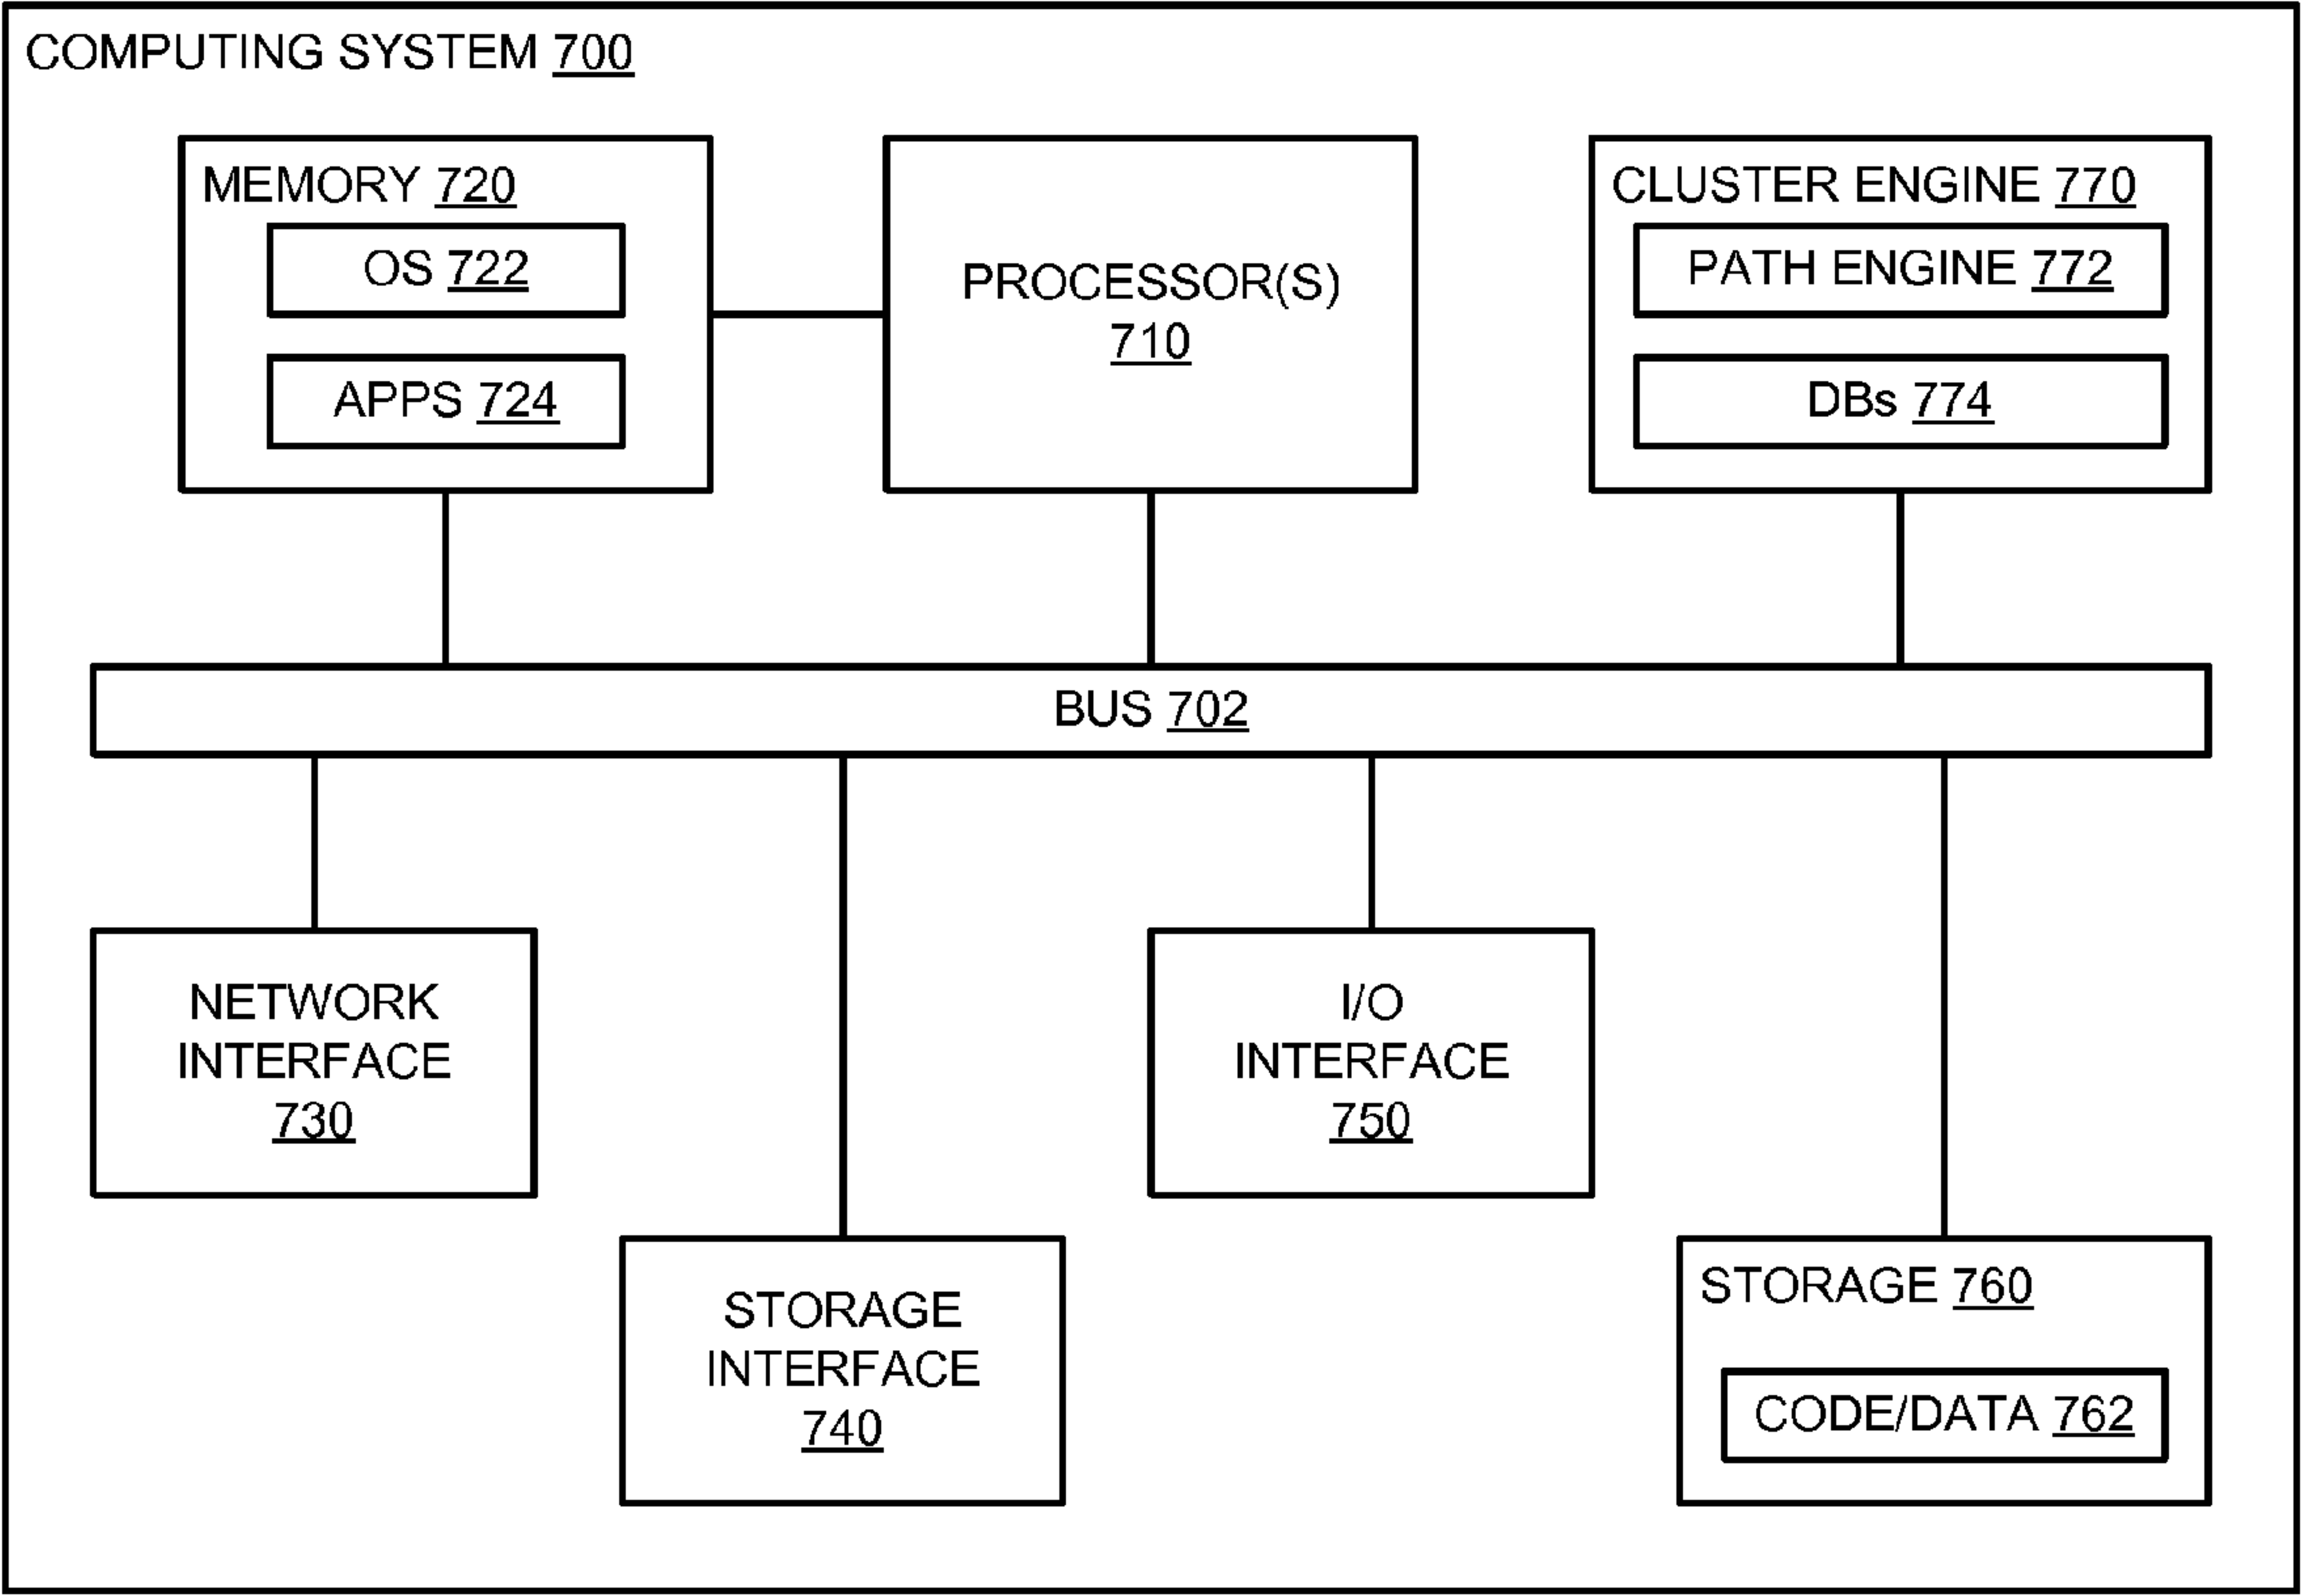 COMPUTING SYSTEM 700
MEMORY 720
OS 722
APPS 724
PROCESSOR(S)
710
CLUSTER ENGINE 770
PATH ENGINE 772
DBs 774
BUS 702
NETWORK
INTERFACE
730
STORAGE
INTERFACE
740
I/O
INTERFACE
750
STORAGE 760
CODE/DATA 762